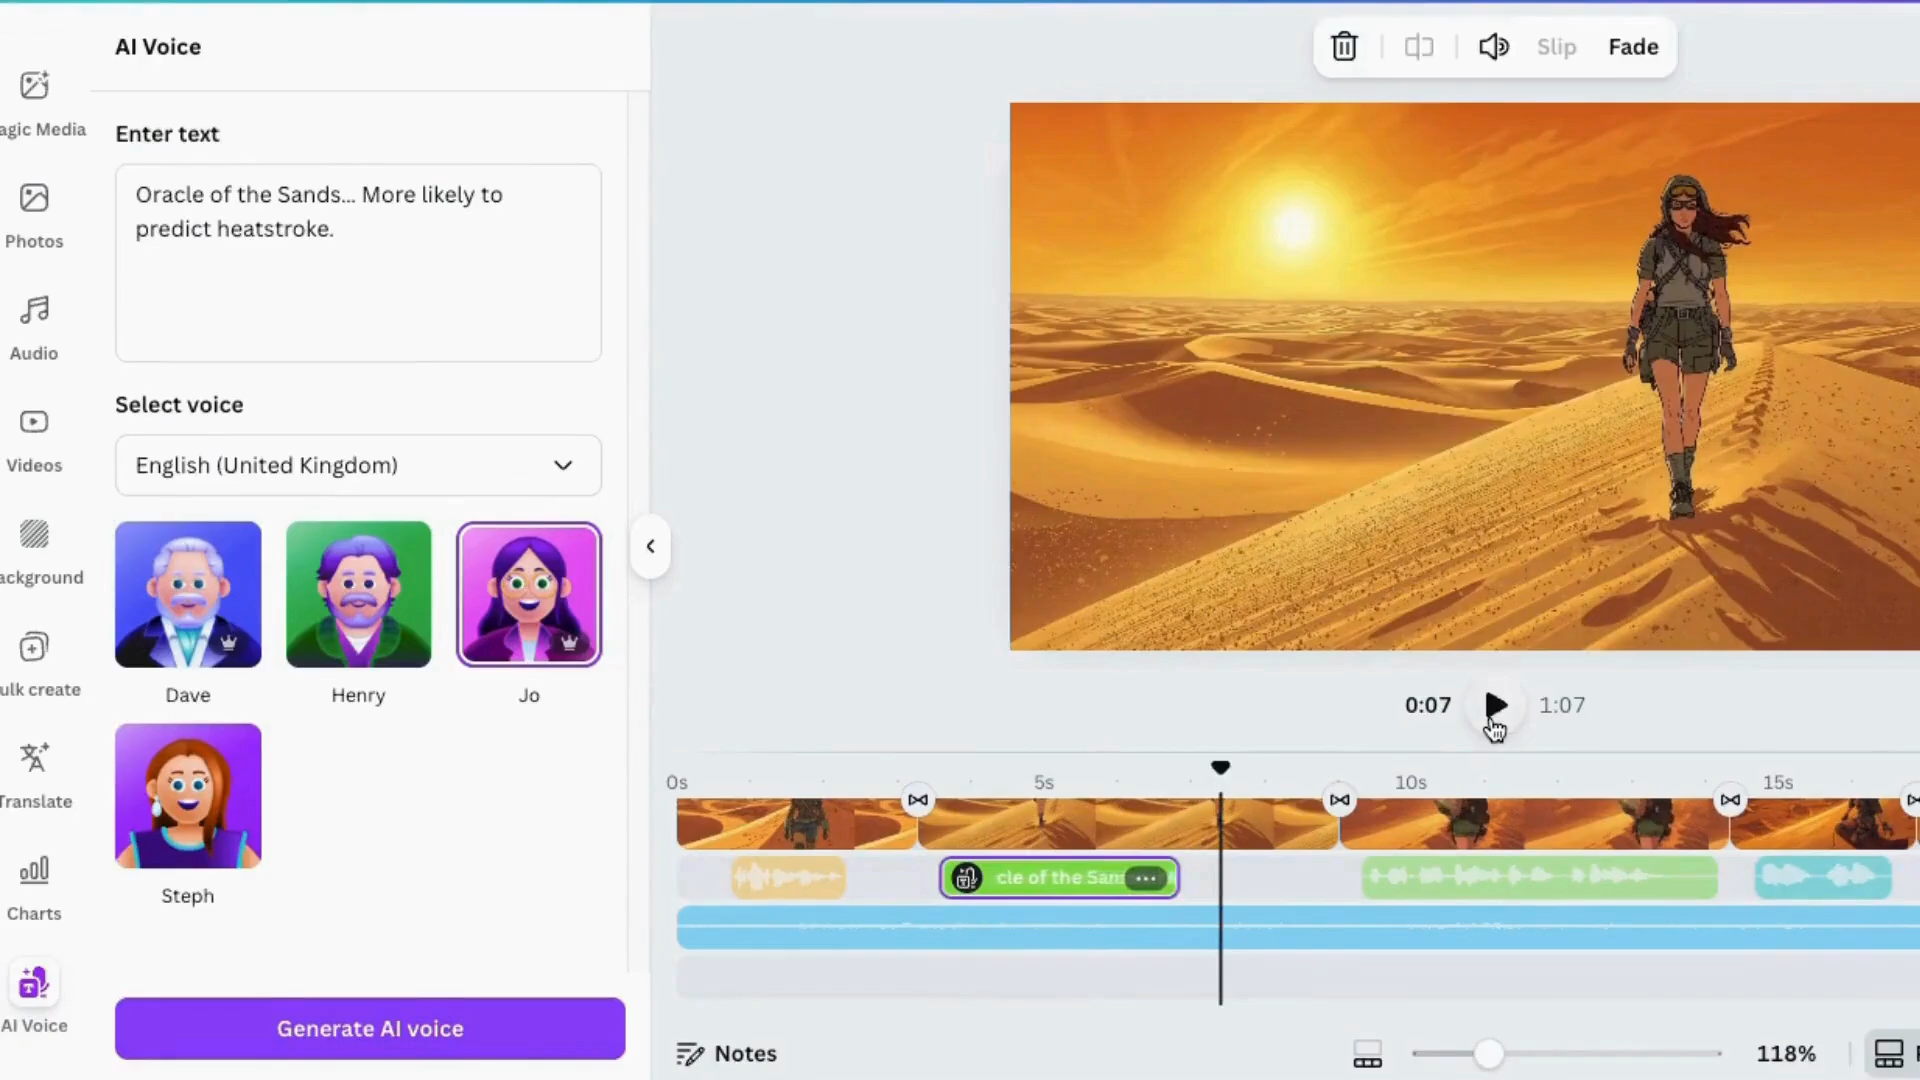 AI Voice
Slip
Fade
agic Media
Enter text
Oracle of the Sands... More likely to
predict heatstroke.
Photos
Audio
Select voice
Videos
English (United Kingdom)
ackground
ulk create
Dave
Henry
Jo
0:07
1:07
Translate
0s
5s
10s
15s
Steph
cle of the San
Charts
AI Voice
Generate AI voice
Notes
118%